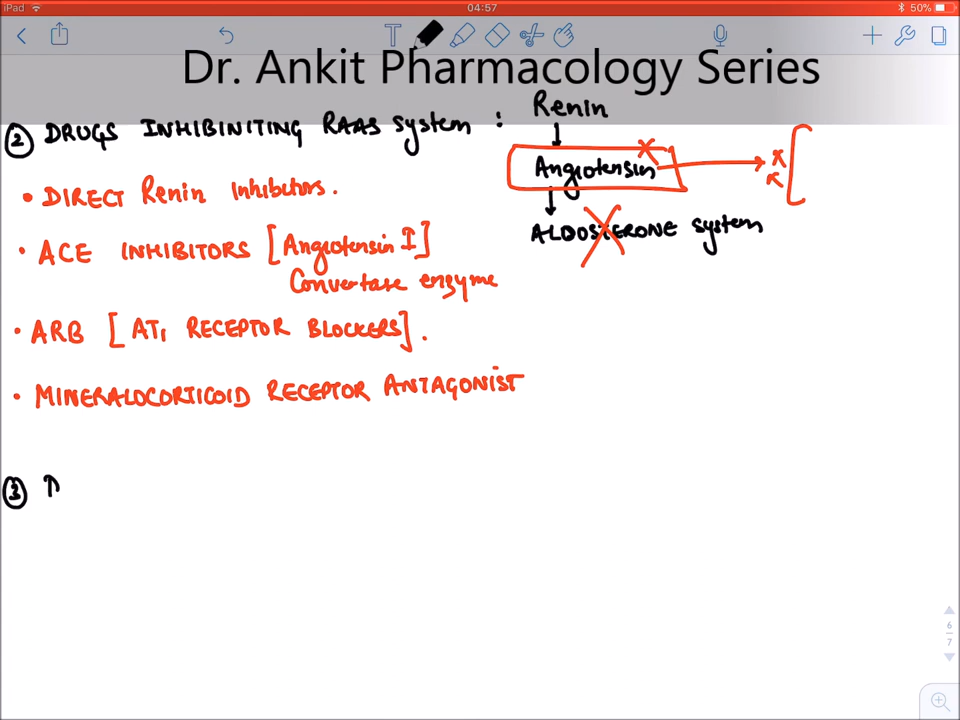 iPad 04:57 50%
T
Dr. Ankit Pharmacology Series
② DRUGS INHIBINITING RAAS system :
Renin
↓
Angiotensin
↓
ALDOSTERONE system
• DIRECT Renin Inhibitors.
• ACE INHIBITORS [Angiotensin I]
Convertase enzyme
• ARB [AT₁ RECEPTOR BLOCKERS].
• MINERALOCORTICOID RECEPTOR ANTAGONIST
③ ↑
6
7